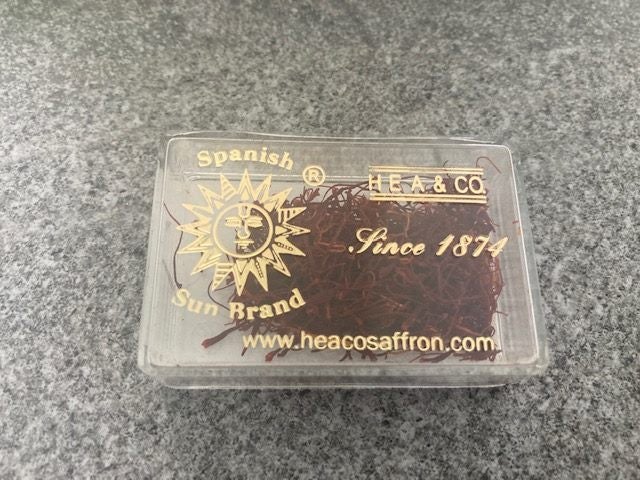 Spanish
®
Sun Brand
HEA & CO.
Since 1874
www.heacosaffron.com